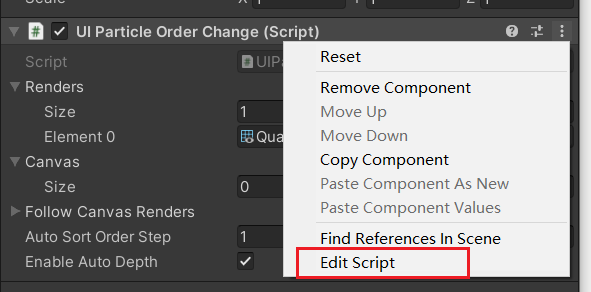 Scale
UI Particle Order Change (Script)
Script
UIPa
Reset
Renders
Remove Component
Size
1
Move Up
Element 0
Qua
Move Down
Canvas
Copy Component
Size
0
Paste Component As New
Follow Canvas Renders
Paste Component Values
Auto Sort Order Step
1
Find References In Scene
Enable Auto Depth
Edit Script